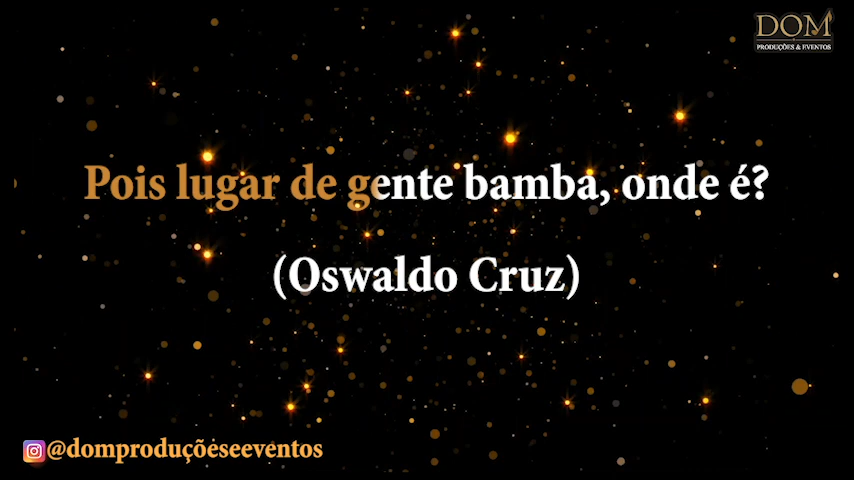 DOM
PRODUÇÕES & EVENTOS
Pois lugar de gente bamba, onde é?
(Oswaldo Cruz)
@domproduçõeseeventos